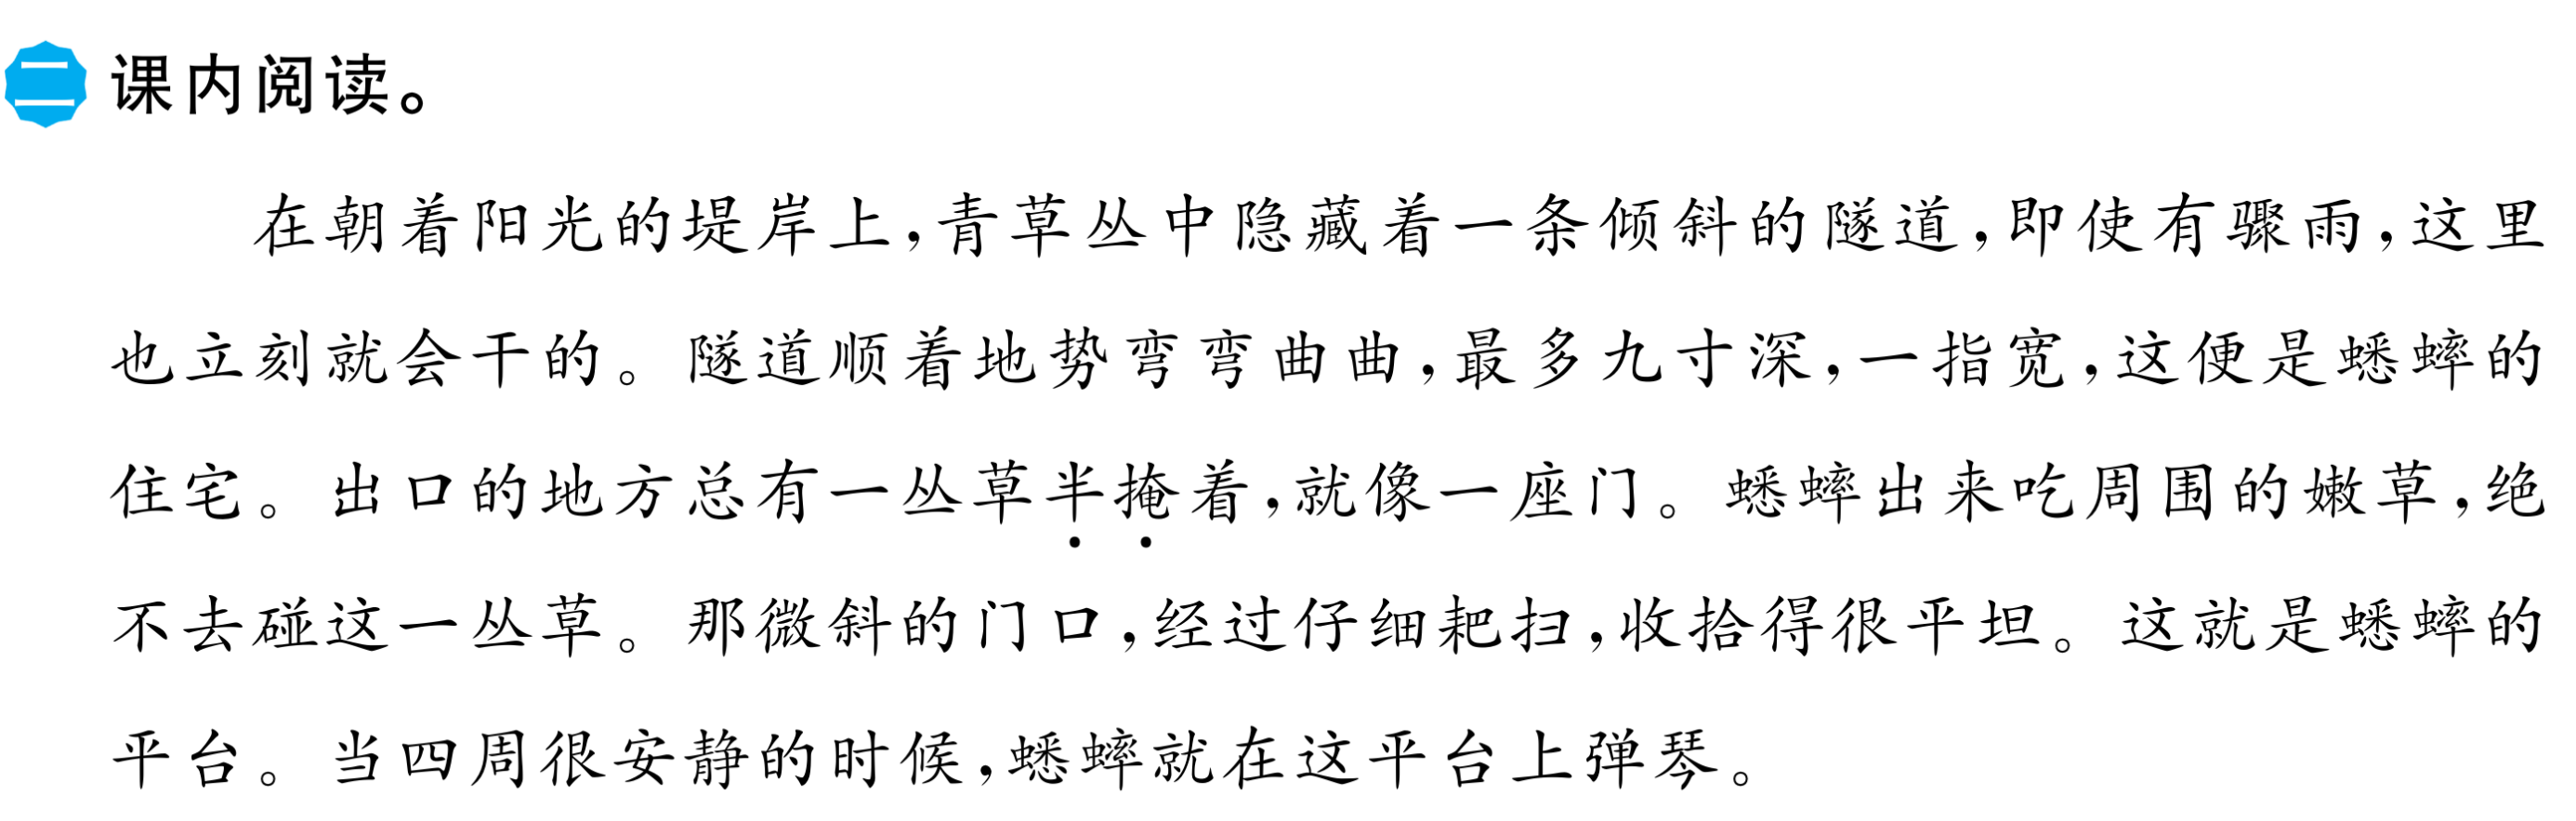 二 课内阅读。
在朝着阳光的堤岸上,青草丛中隐藏着一条倾斜的隧道,即使有骤雨,这里
也立刻就会干的。隧道顺着地势弯弯曲曲,最多九寸深,一指宽,这便是蟋蟀的
住宅。出口的地方总有一丛草半掩着,就像一座门。蟋蟀出来吃周围的嫩草,绝
不去碰这一丛草。那微斜的门口,经过仔细耙扫,收拾得很平坦。这就是蟋蟀的
平台。当四周很安静的时候,蟋蟀就在这平台上弹琴。